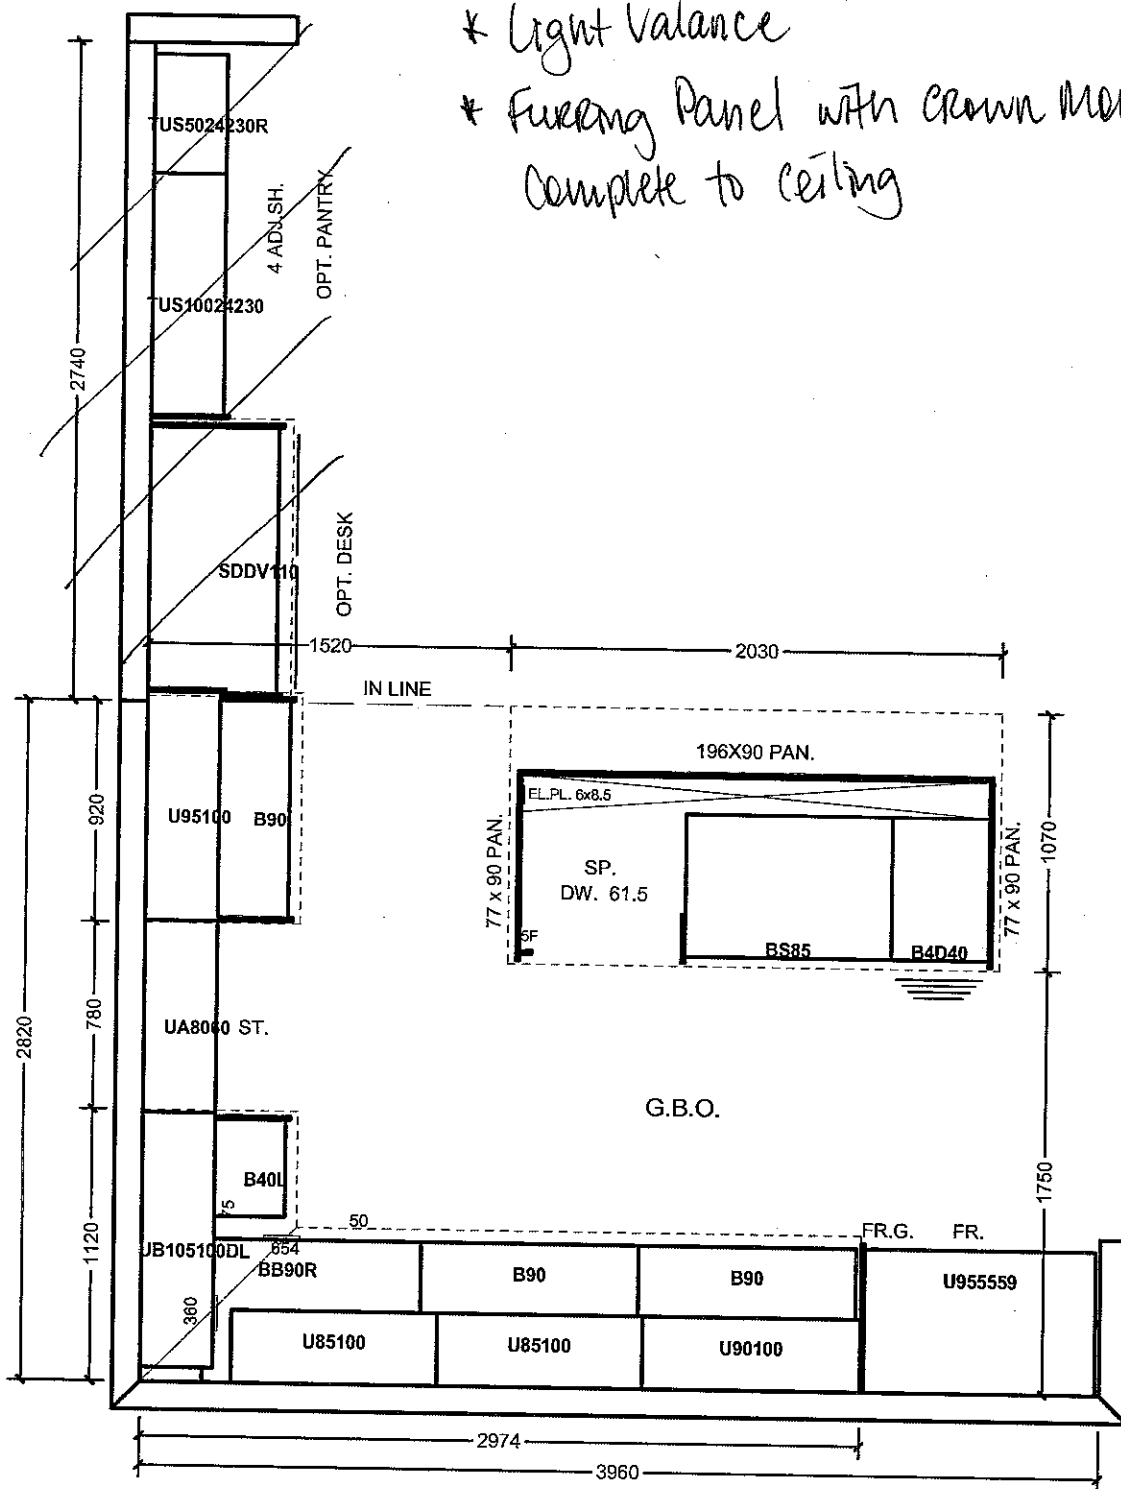 * Light Valance
* Furring Panel with Crown
Complete to Ceiling
TUS5024230R
4 ADJ.SH.
OPT. PANTRY
TUS10024230
2740
SDDV110
OPT. DESK
1520
2030
IN LINE
196X90 PAN.
EL.PL. 6x8.5
U95100
B90
920
77 x 90 PAN.
SP.
DW. 61.5
1070
77 x 90 PAN.
5F
BS85
B4D40
2820
780
UA8060
ST.
G.B.O.
1750
B40L
75
1120
50
FR.G.
FR.
UB105100DL
654
BB90R
B90
B90
U955559
360
U85100
U85100
U90100
2974
3960